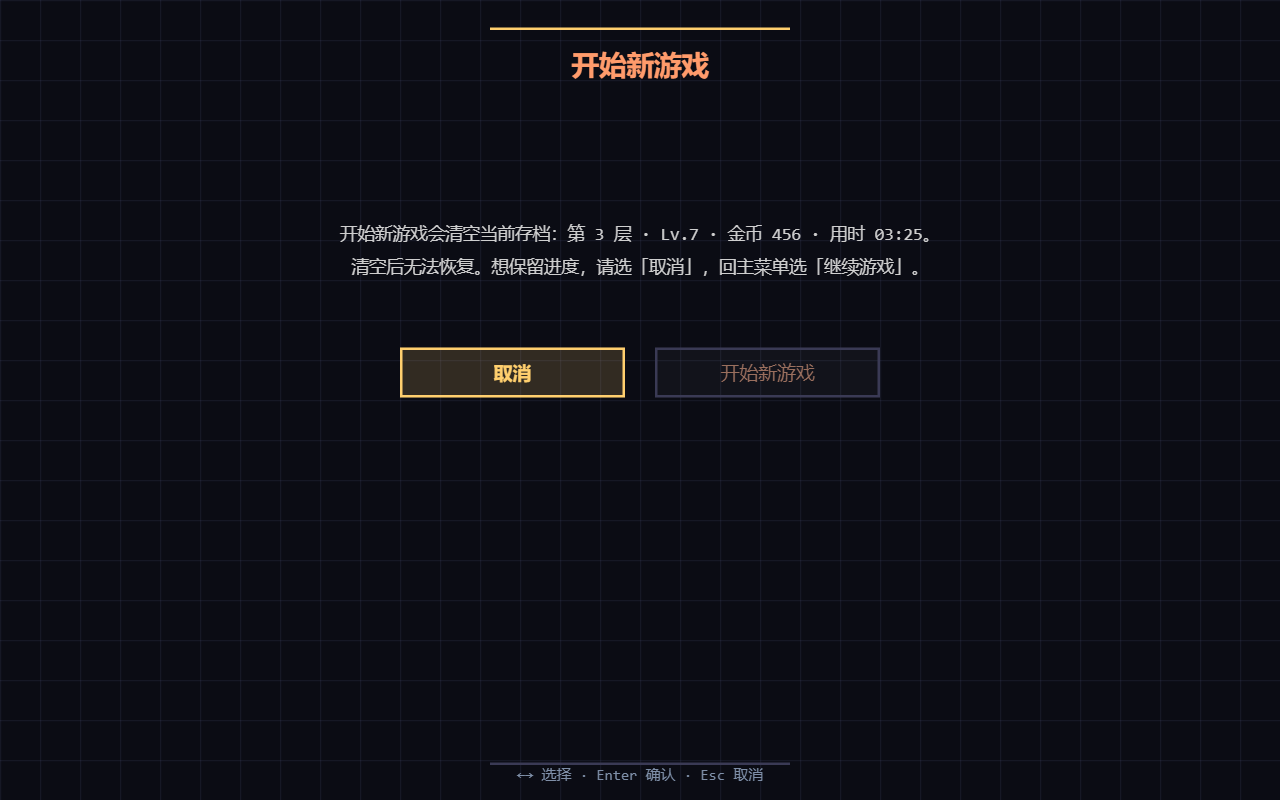 开始新游戏
开始新游戏会清空当前存档：第 3 层 · Lv.7 · 金币 456 · 用时 03:25。
清空后无法恢复。想保留进度，请选「取消」，回主菜单选「继续游戏」。
取消
开始新游戏
↔ 选择 · Enter 确认 · Esc 取消